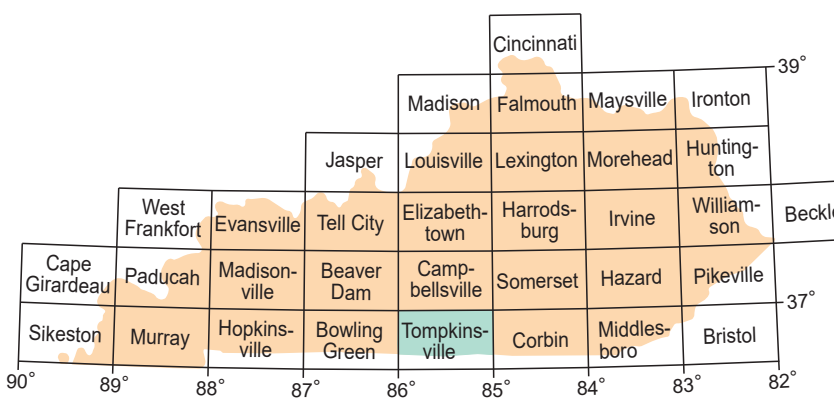 Cincinnati
39°
Madison
Falmouth
Maysville
Ironton
Jasper
Louisville
Lexington
Morehead
Hunting-
ton
West
Frankfort
Evansville
Tell City
Elizabeth-
town
Harrods-
burg
Irvine
William-
son
Beckle
Cape
Girardeau
Paducah
Madison-
ville
Beaver
Dam
Camp-
bellsville
Somerset
Hazard
Pikeville
37°
Sikeston
Murray
Hopkins-
ville
Bowling
Green
Tompkins-
ville
Corbin
Middles-
boro
Bristol
90°
89°
88°
87°
86°
85°
84°
83°
82°